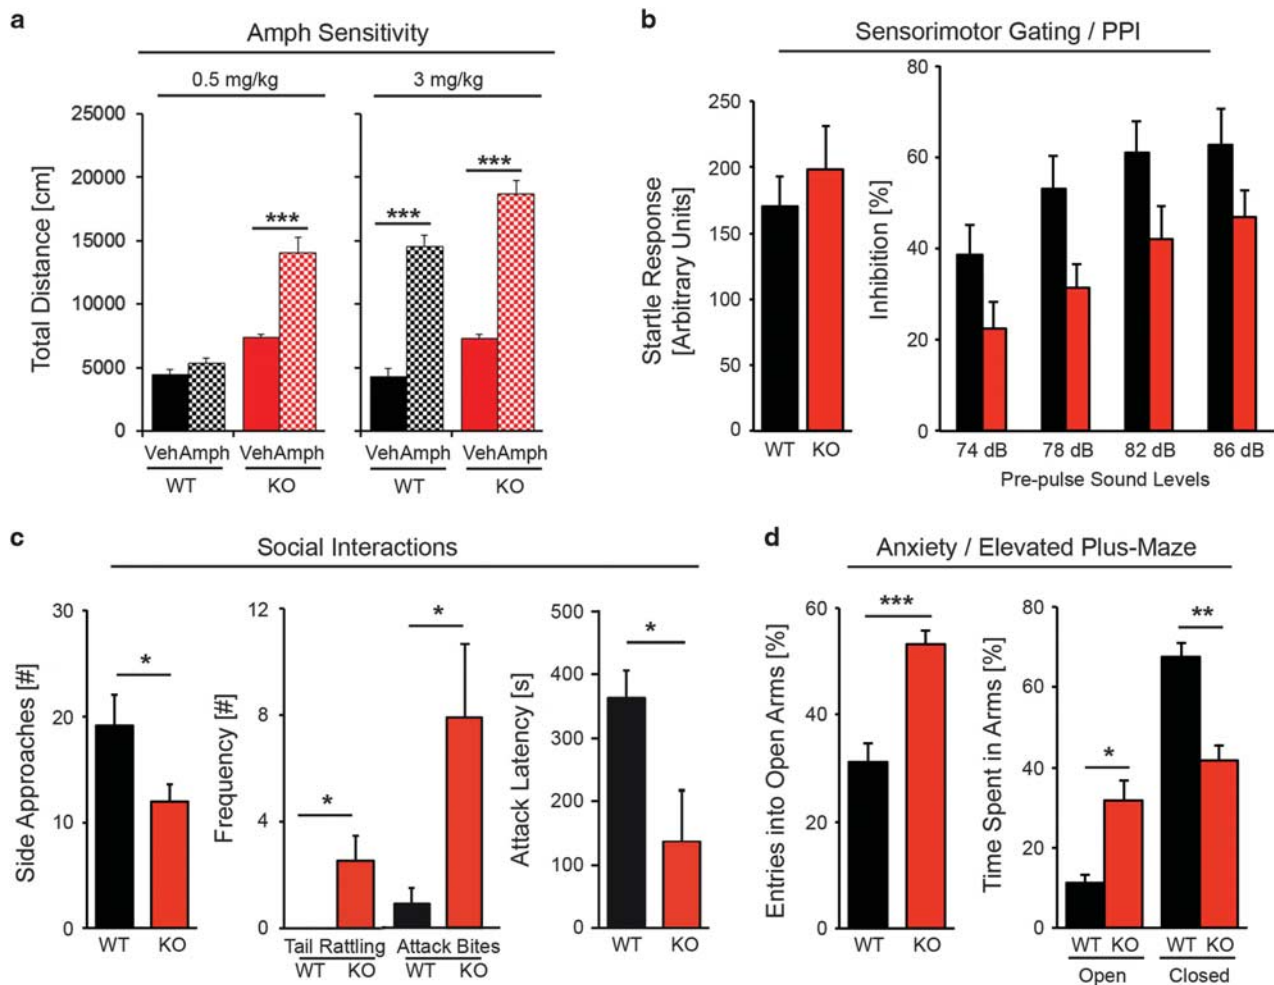 a
Amph Sensitivity
0.5 mg/kg
3 mg/kg
Total Distance [cm]
25000
20000
15000
10000
5000
0
***
***
***
VehAmph VehAmph VehAmph VehAmph
WT KO WT KO
b
Sensorimotor Gating / PPI
Startle Response
[Arbitrary Units]
250
200
150
100
50
0
WT KO
Inhibition [%]
80
60
40
20
0
74 dB 78 dB 82 dB 86 dB
Pre-pulse Sound Levels
c
Social Interactions
Side Approaches [#]
30
20
10
0
*
WT KO
Frequency [#]
12
8
4
0
*
*
Tail Rattling Attack Bites
WT KO WT KO
Attack Latency [s]
500
400
300
200
100
0
*
WT KO
d
Anxiety / Elevated Plus-Maze
Entries into Open Arms [%]
60
40
20
0
***
WT KO
Time Spent in Arms [%]
80
60
40
20
0
*
**
WT KO WT KO
Open Closed